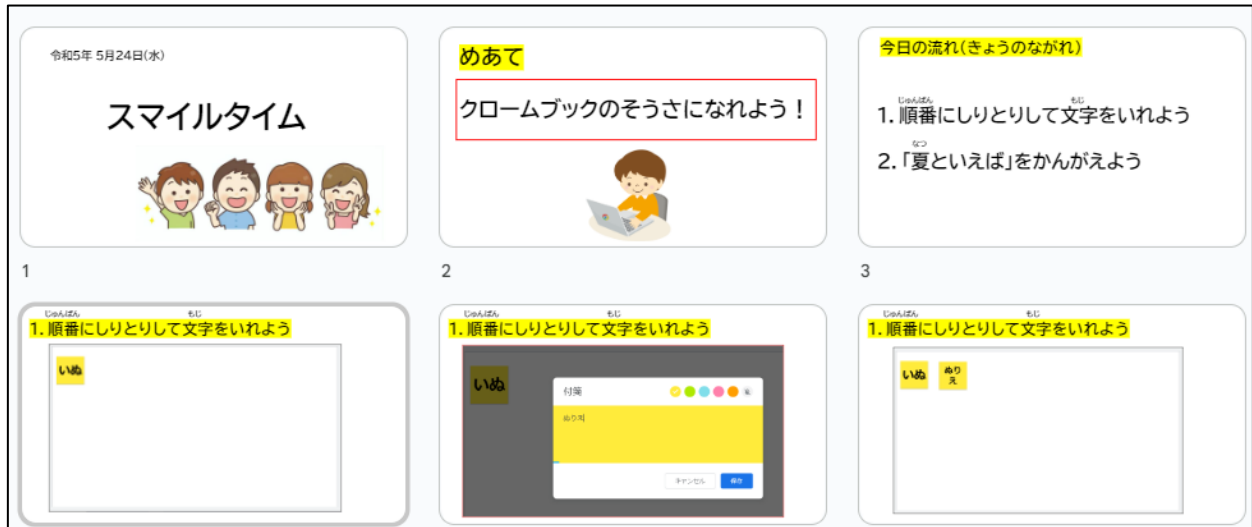 令和5年 5月24日(水)
スマイルタイム
1
めあて
クロームブックのそうさになれよう！
2
今日の流れ(きょうのながれ)
じゅんばん もじ
1. 順番にしりとりして文字をいれよう
なつ
2.「夏といえば」をかんがえよう
3
じゅんばん もじ
1. 順番にしりとりして文字をいれよう
いぬ
じゅんばん もじ
1. 順番にしりとりして文字をいれよう
いぬ
付箋
キャンセル 保存
じゅんばん もじ
1. 順番にしりとりして文字をいれよう
いぬ ぬり
え